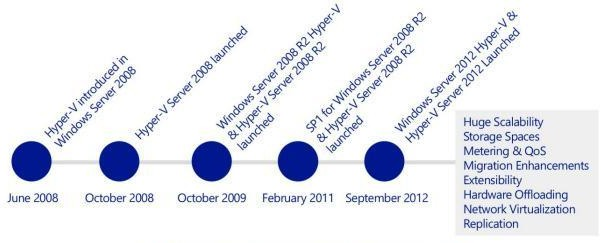 Hyper-V introduced in
Windows Server 2008
Hyper-V Server 2008 launched
Windows Server 2008 R2 Hyper-V
& Hyper-V Server 2008 R2
launched
SP1 for Windows Server 2008 R2
& Hyper-V Server 2008 R2
launched
Windows Server 2012 Hyper-V &
Hyper-V Server 2012 Launched
June 2008
October 2008
October 2009
February 2011
September 2012
Huge Scalability
Storage Spaces
Metering & QoS
Migration Enhancements
Extensibility
Hardware Offloading
Network Virtualization
Replication